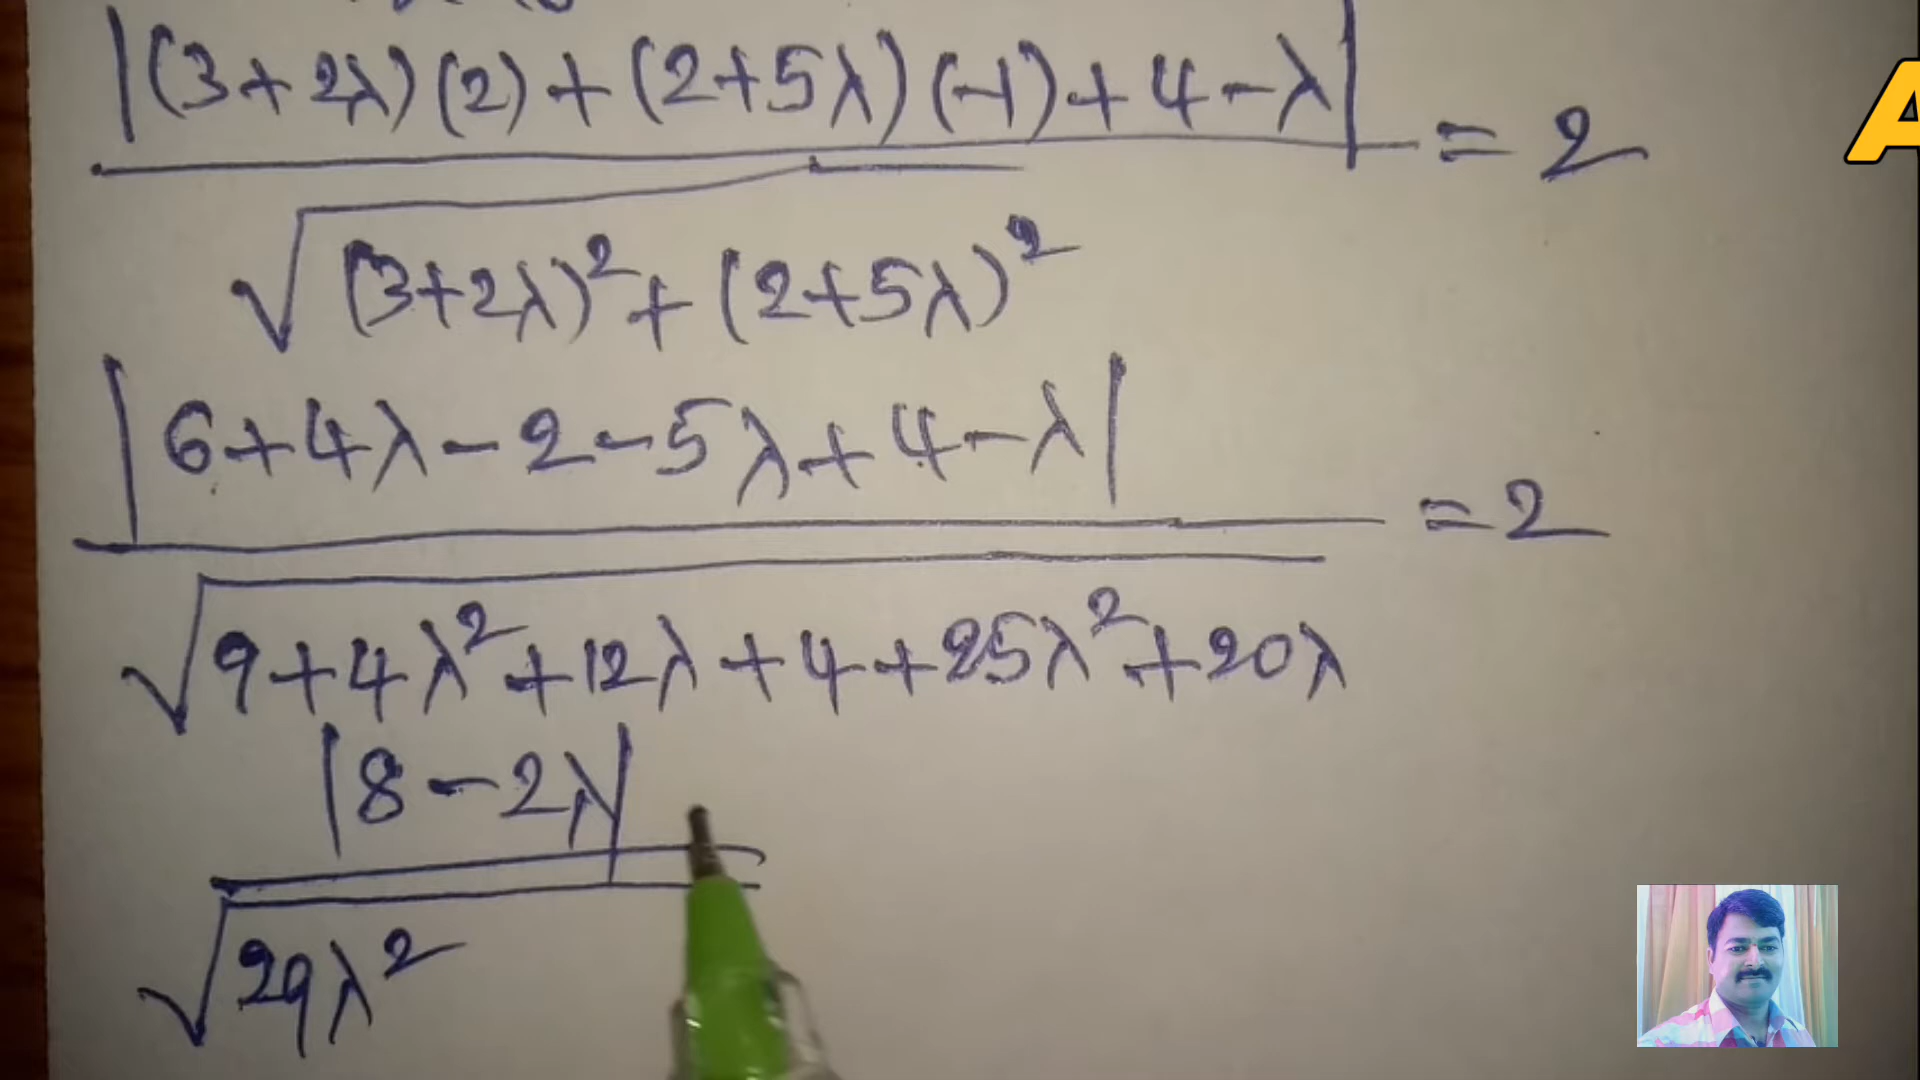 |(3+2λ)(2)+(2+5λ)(-1)+4-λ| = 2
√(3+2λ)²+(2+5λ)²
|6+4λ-2-5λ+4-λ| = 2
√9+4λ²+12λ+4+25λ²+20λ
|8-2λ|
√29λ²
A